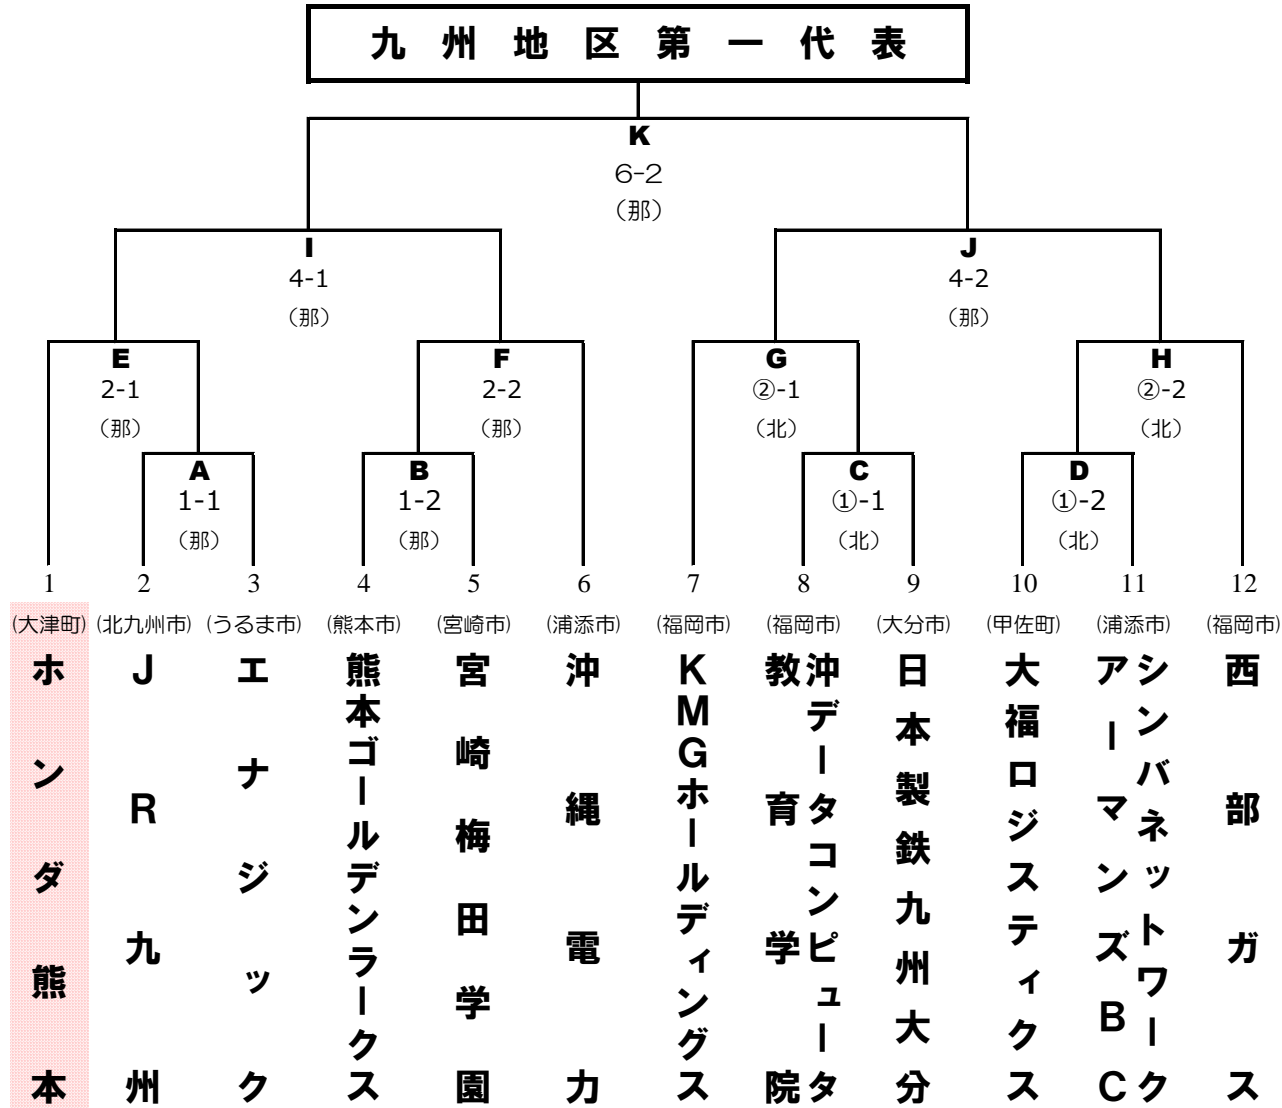 九州地区第一代表
K
6-2
（那）
I
4-1
（那）
J
4-2
（那）
E
2-1
（那）
F
2-2
（那）
G
②-1
（北）
H
②-2
（北）
A
1-1
（那）
B
1-2
（那）
C
①-1
（北）
D
①-2
（北）
1
2
3
4
5
6
7
8
9
10
11
12
(大津町)
(北九州市)
(うるま市)
(熊本市)
(宮崎市)
(浦添市)
(福岡市)
(福岡市)
(大分市)
(甲佐町)
(浦添市)
(福岡市)
ホンダ熊本
JR九州
エナジック
熊本ゴールデンラークス
宮崎梅田学園
沖縄電力
KMGホールディングス
沖データコンピュータ
教育学院
日本製鉄九州大分
大福ロジスティクス
シンバネットワーク
アーマンズBC
西部ガス